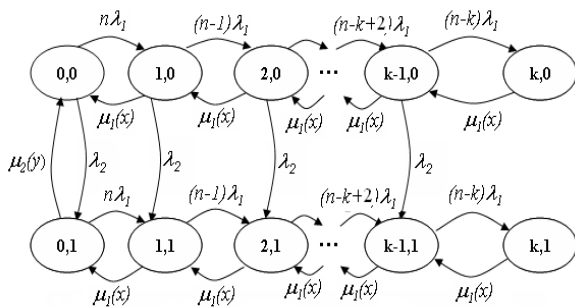 nλ₁ (n-1)λ₁ (n-k+2)λ₁ (n-k)λ₁
0,0 1,0 2,0 ... k-1,0 k,0
μ₁(x) μ₁(x) μ₁(x) μ₁(x) μ₁(x)
μ₂(y) λ₂ λ₂ λ₂ λ₂
nλ₁ (n-1)λ₁ (n-k+2)λ₁ (n-k)λ₁
0,1 1,1 2,1 ... k-1,1 k,1
μ₁(x) μ₁(x) μ₁(x) μ₁(x) μ₁(x)